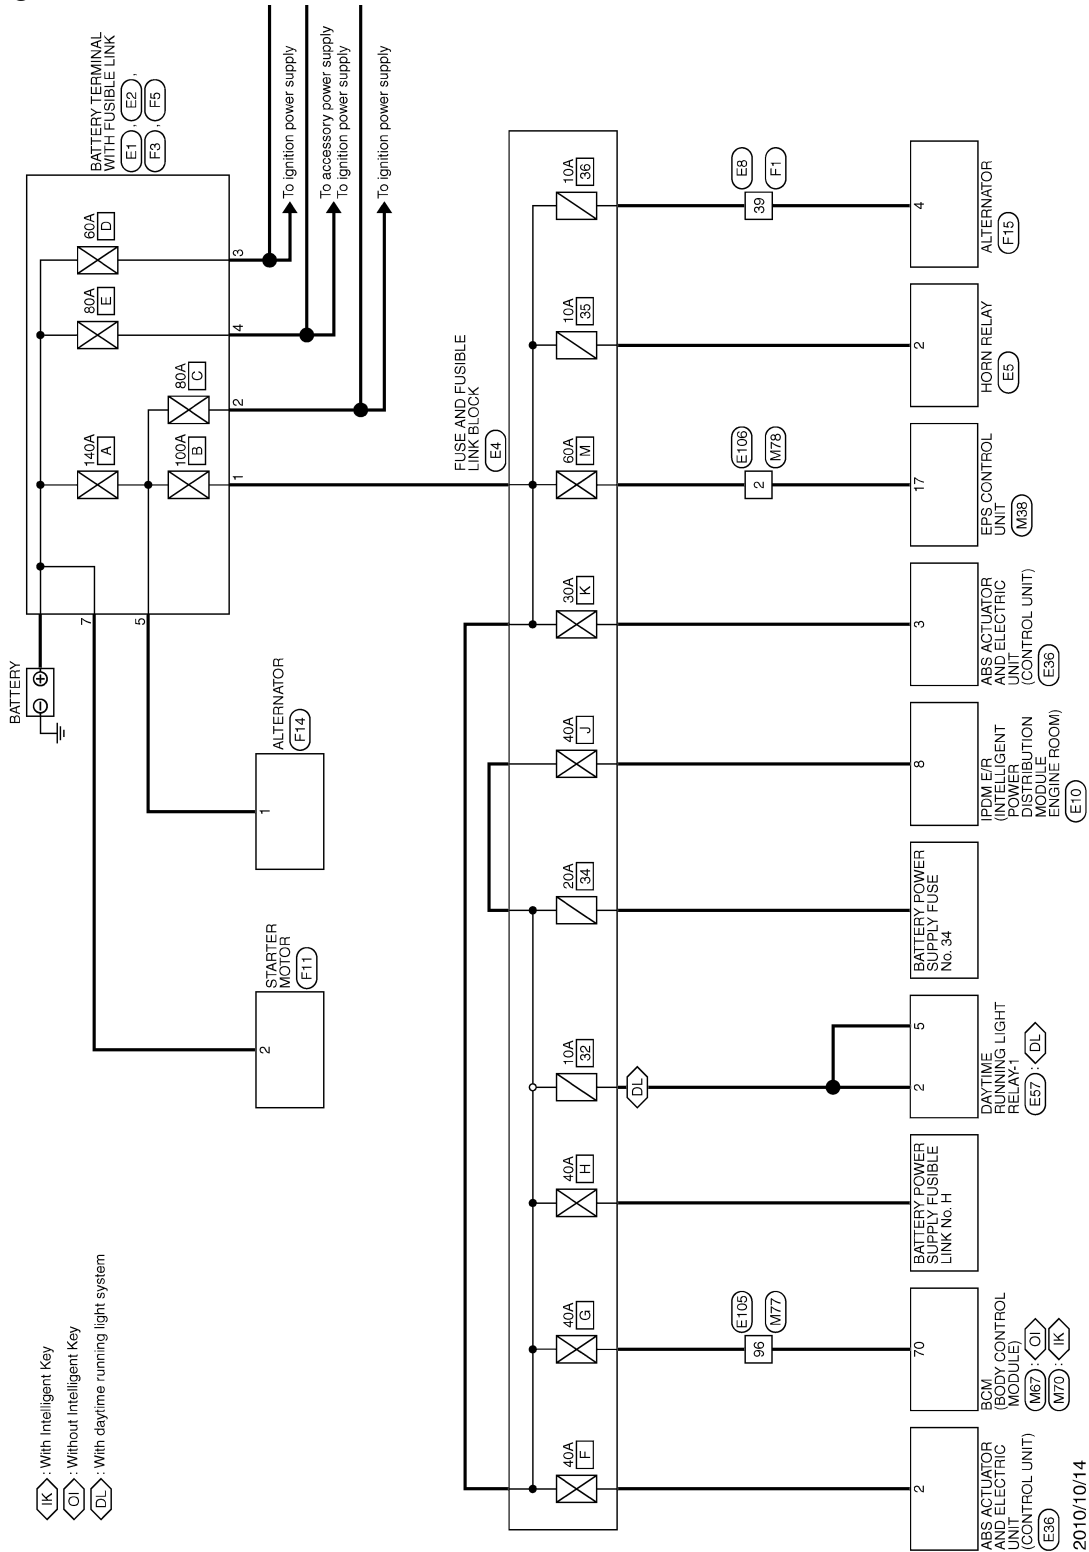 IK : With Intelligent Key
OI : Without Intelligent Key
DL : With daytime running light system
BATTERY
BATTERY TERMINAL
WITH FUSIBLE LINK
E1 , E2 ,
F3 , F5
140A
A
100A
B
80A
C
80A
E
60A
D
7
5
1
2
4
3
To ignition power supply
To accessory power supply
To ignition power supply
To ignition power supply
STARTER
MOTOR
F11
2
ALTERNATOR
F14
1
FUSE AND FUSIBLE
LINK BLOCK
E4
40A
F
40A
G
40A
H
10A
32
20A
34
40A
J
30A
K
60A
M
10A
35
10A
36
DL
96
E105
M77
2
E106
M78
39
E8
F1
2
ABS ACTUATOR
AND ELECTRIC
UNIT
(CONTROL UNIT)
E36
70
BCM
(BODY CONTROL
MODULE)
M67 : OI
M70 : IK
BATTERY POWER
SUPPLY FUSIBLE
LINK No. H
2
5
DAYTIME
RUNNING LIGHT
RELAY-1
E57 : DL
BATTERY POWER
SUPPLY FUSE
No. 34
8
IPDM E/R
(INTELLIGENT
POWER
DISTRIBUTION
MODULE
ENGINE ROOM)
E10
3
ABS ACTUATOR
AND ELECTRIC
UNIT
(CONTROL UNIT)
E36
17
EPS CONTROL
UNIT
M38
2
HORN RELAY
E5
4
ALTERNATOR
F15
2010/10/14